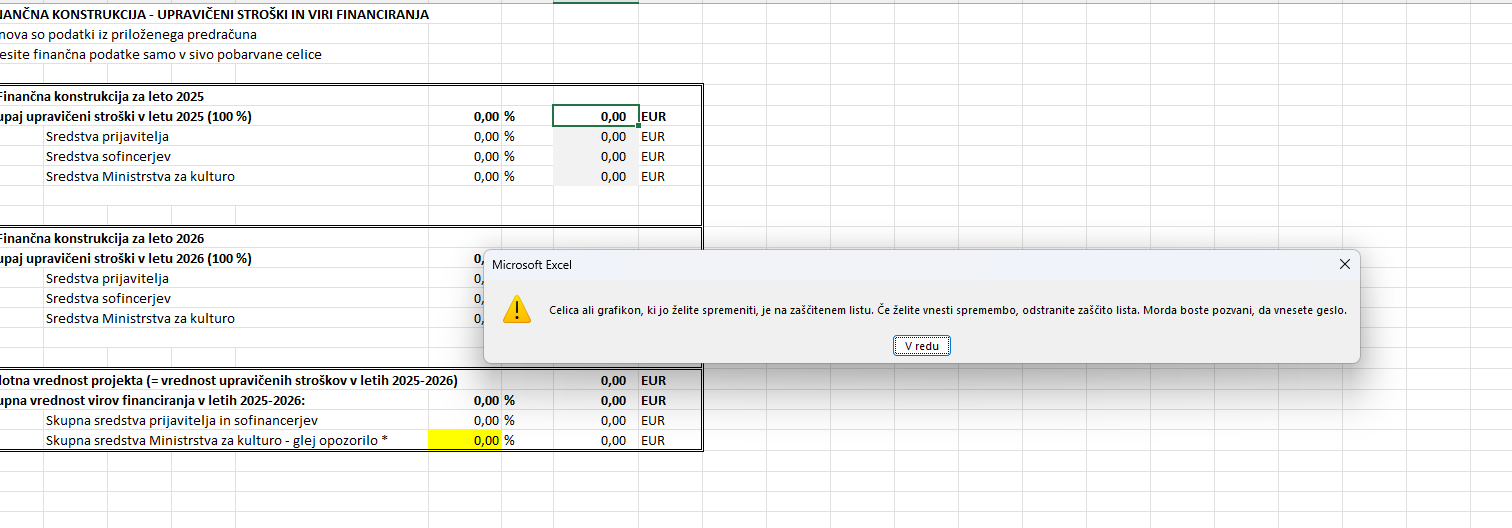 NANČNA KONSTRUKCIJA - UPRAVIČENI STROŠKI IN VIRI FINANCIRANJA
nova so podatki iz priloženega predračuna
esite finančna podatke samo v sivo pobarvane celice
Finančna konstrukcija za leto 2025
upaj upravičeni stroški v letu 2025 (100 %) 0,00 % 0,00 EUR
Sredstva prijavitelja 0,00 % 0,00 EUR
Sredstva sofincerjev 0,00 % 0,00 EUR
Sredstva Ministrstva za kulturo 0,00 % 0,00 EUR
Finančna konstrukcija za leto 2026
upaj upravičeni stroški v letu 2026 (100 %) 0,
Sredstva prijavitelja 0,
Sredstva sofincerjev 0,
Sredstva Ministrstva za kulturo 0,
Microsoft Excel
Celica ali grafikon, ki jo želite spremeniti, je na zaščitenem listu. Če želite vnesti spremembo, odstranite zaščito lista. Morda boste pozvani, da vnesete geslo.
V redu
lotna vrednost projekta (= vrednost upravičenih stroškov v letih 2025-2026) 0,00 EUR
upna vrednost virov financiranja v letih 2025-2026: 0,00 % 0,00 EUR
Skupna sredstva prijavitelja in sofinancerjev 0,00 % 0,00 EUR
Skupna sredstva Ministrstva za kulturo - glej opozorilo * 0,00 % 0,00 EUR